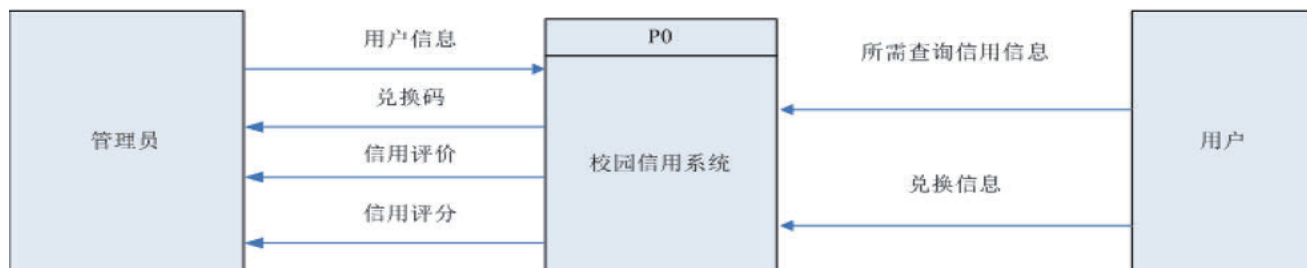 用户信息
P0
所需查询信用信息
兑换码
管理员
信用评价
校园信用系统
用户
兑换信息
信用评分